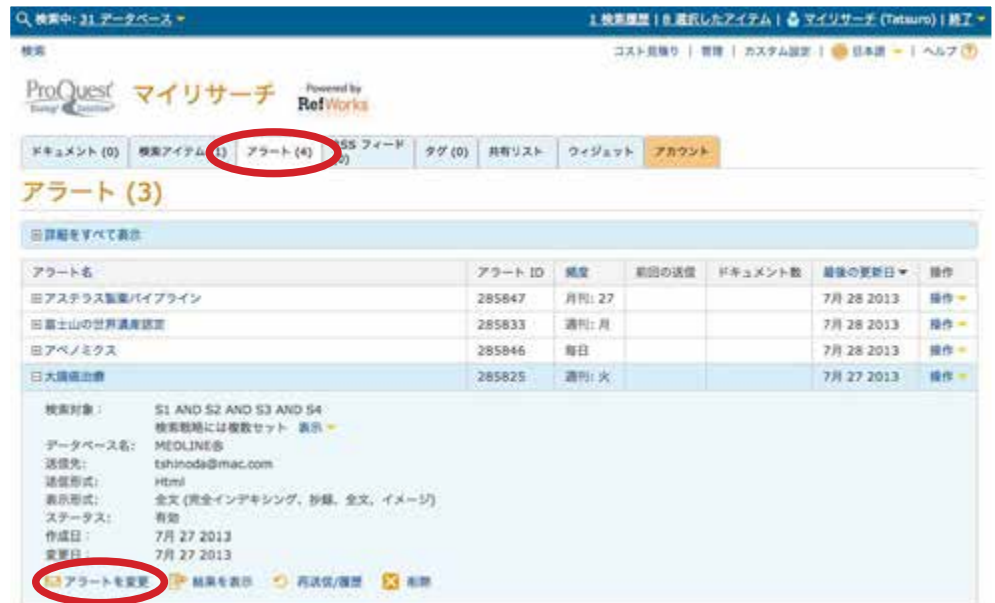 検索中: 31 データベース
1 検索履歴 | 0 選択したアイテム | マイリサーチ (Tatsuro) | 終了
検索
コスト見積り | 管理 | カスタム設定 | 日本語 | ヘルプ ?
ProQuest マイリサーチ Powered by
RefWorks
ドキュメント (0) 検索アイテム 1) アラート (4) SS フィード 0) タグ (0) 共有リスト ウィジェット アカウント
アラート (3)
詳細をすべて表示
アラート名 アラート ID 頻度 前回の送信 ドキュメント数 最後の更新日 操作
アステラス製薬パイプライン 285847 月刊: 27 7月 28 2013 操作
富士山の世界遺産認定 285833 週刊: 月 7月 28 2013 操作
アベノミクス 285846 毎日 7月 28 2013 操作
大腸癌治療 285825 週刊: 火 7月 27 2013 操作
検索対象: S1 AND S2 AND S3 AND S4
検索戦略には複数セット 表示
データベース名: MEDLINE®
送信先: tshinoda@mac.com
送信形式: Html
表示形式: 全文 (完全インデキシング、抄録、全文、イメージ)
ステータス: 有効
作成日: 7月 27 2013
変更日: 7月 27 2013
アラートを変更 結果を表示 再送信/履歴 削除